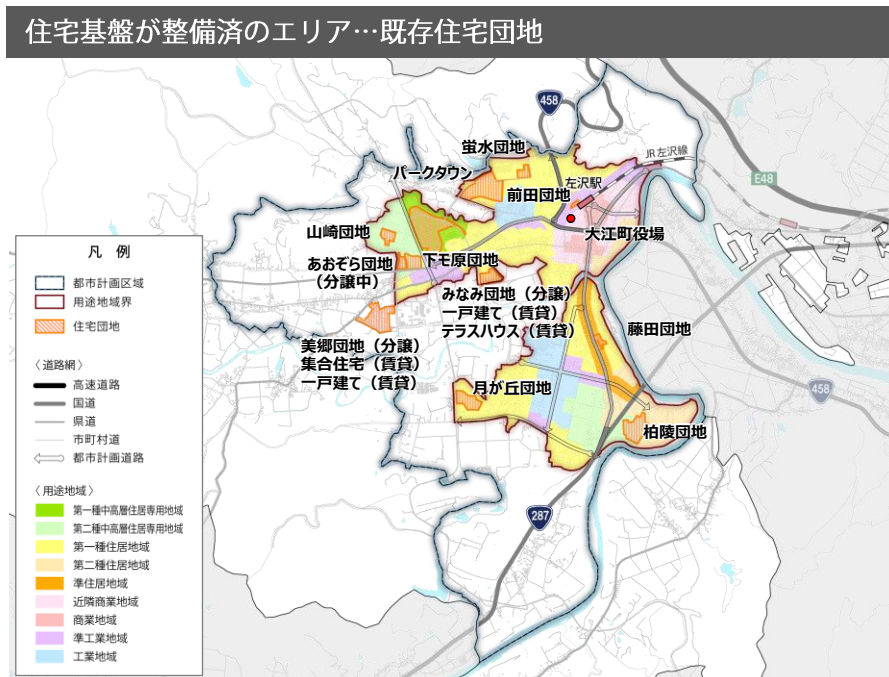 住宅基盤が整備済のエリア…既存住宅団地
458
蛍水団地
JR左沢線
パークタウン
E48
左沢駅
前田団地
山崎団地
大江町役場
下モ原団地
あおぞら団地
（分譲中）
みなみ団地（分譲）
一戸建て（賃貸）
テラスハウス（賃貸）
藤田団地
美郷団地（分譲）
集合住宅（賃貸）
一戸建て（賃貸）
月が丘団地
458
柏陵団地
287
凡 例
都市計画区域
用途地域界
住宅団地
〈道路網〉
高速道路
国道
県道
市町村道
都市計画道路
〈用途地域〉
第一種中高層住居専用地域
第二種中高層住居専用地域
第一種住居地域
第二種住居地域
準住居地域
近隣商業地域
商業地域
準工業地域
工業地域